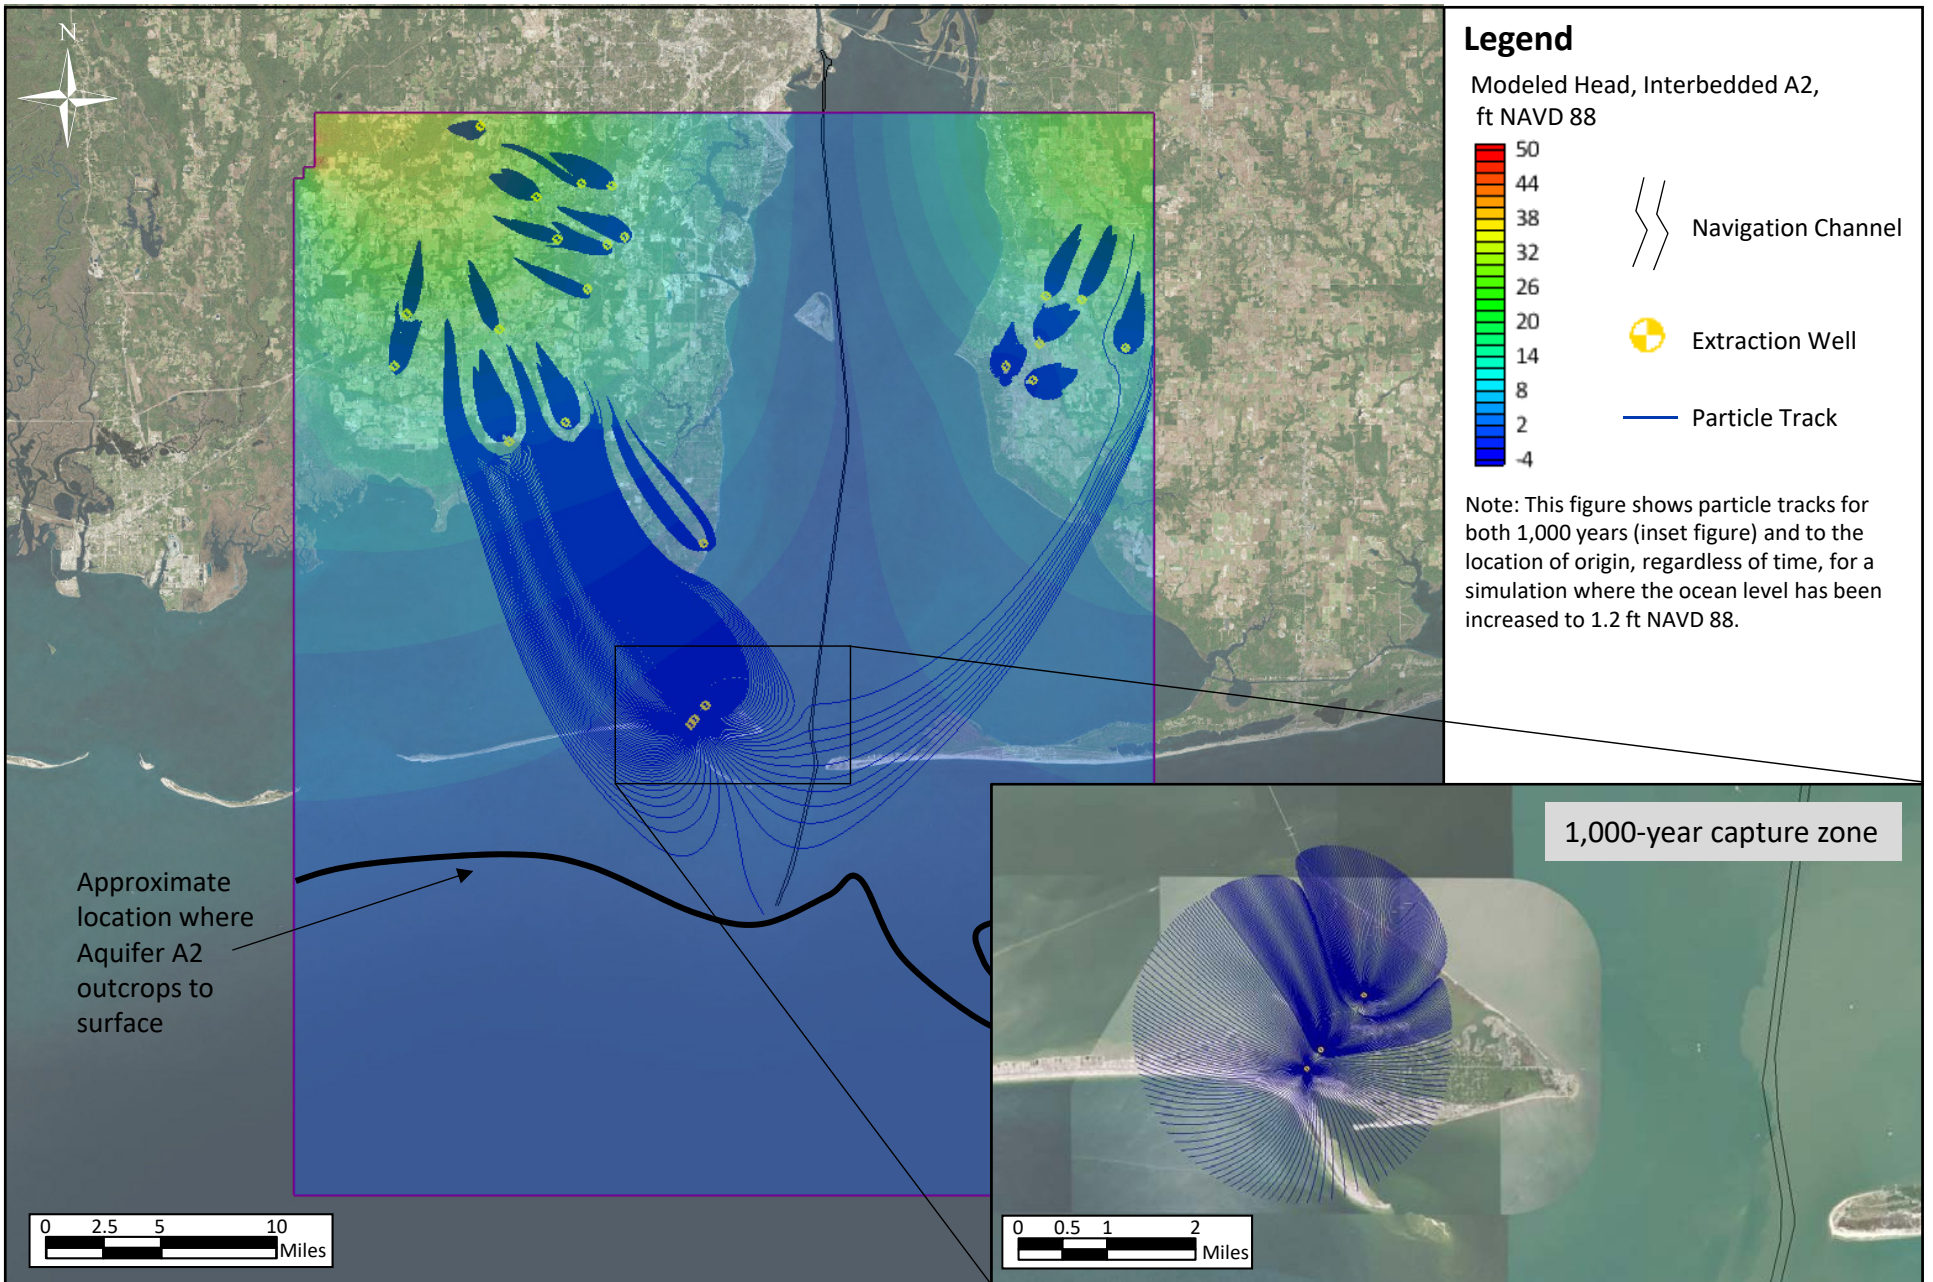 N
Legend
Modeled Head, Interbedded A2,
ft NAVD 88
50
44
38
32
26
20
14
8
2
-4
Navigation Channel
Extraction Well
Particle Track
Note: This figure shows particle tracks for
both 1,000 years (inset figure) and to the
location of origin, regardless of time, for a
simulation where the ocean level has been
increased to 1.2 ft NAVD 88.
Approximate
location where
Aquifer A2
outcrops to
surface
1,000-year capture zone
0 2.5 5 10
Miles
0 0.5 1 2
Miles